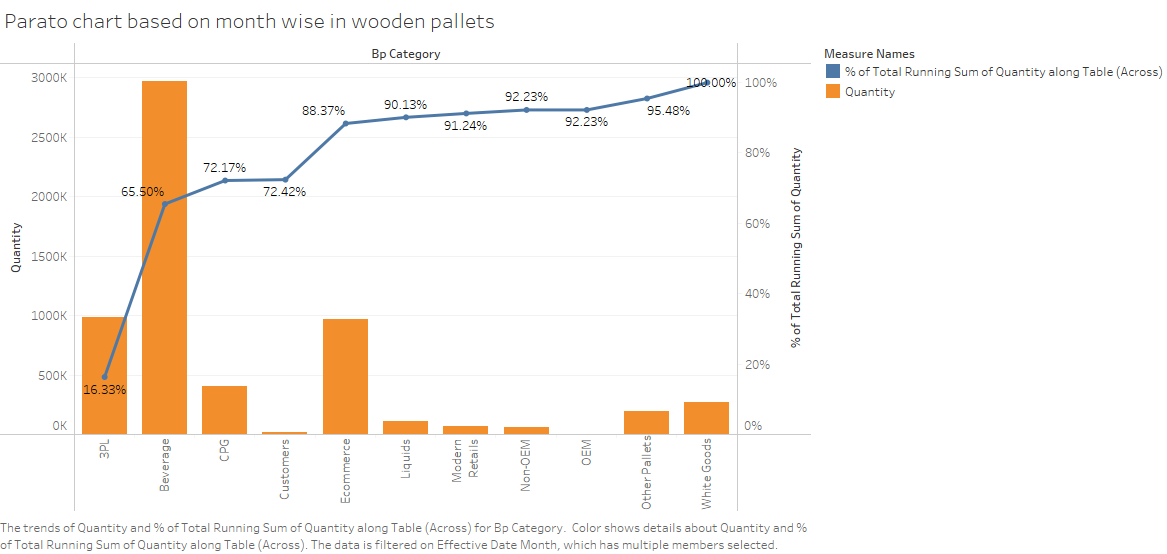 Parato chart based on month wise in wooden pallets
Bp Category
Measure Names
% of Total Running Sum of Quantity along Table (Across)
Quantity
Quantity
3000K
2500K
2000K
1500K
1000K
500K
0K
16.33%
65.50%
72.17%
72.42%
88.37%
90.13%
91.24%
92.23%
92.23%
95.48%
100.00%
100%
80%
60%
40%
20%
0%
% of Total Running Sum of Quantity
3PL
Beverage
CPG
Customers
Ecommerce
Liquids
Modern
Retails
Non-OEM
OEM
Other Pallets
White Goods
The trends of Quantity and % of Total Running Sum of Quantity along Table (Across) for Bp Category.  Color shows details about Quantity and %
of Total Running Sum of Quantity along Table (Across). The data is filtered on Effective Date Month, which has multiple members selected.